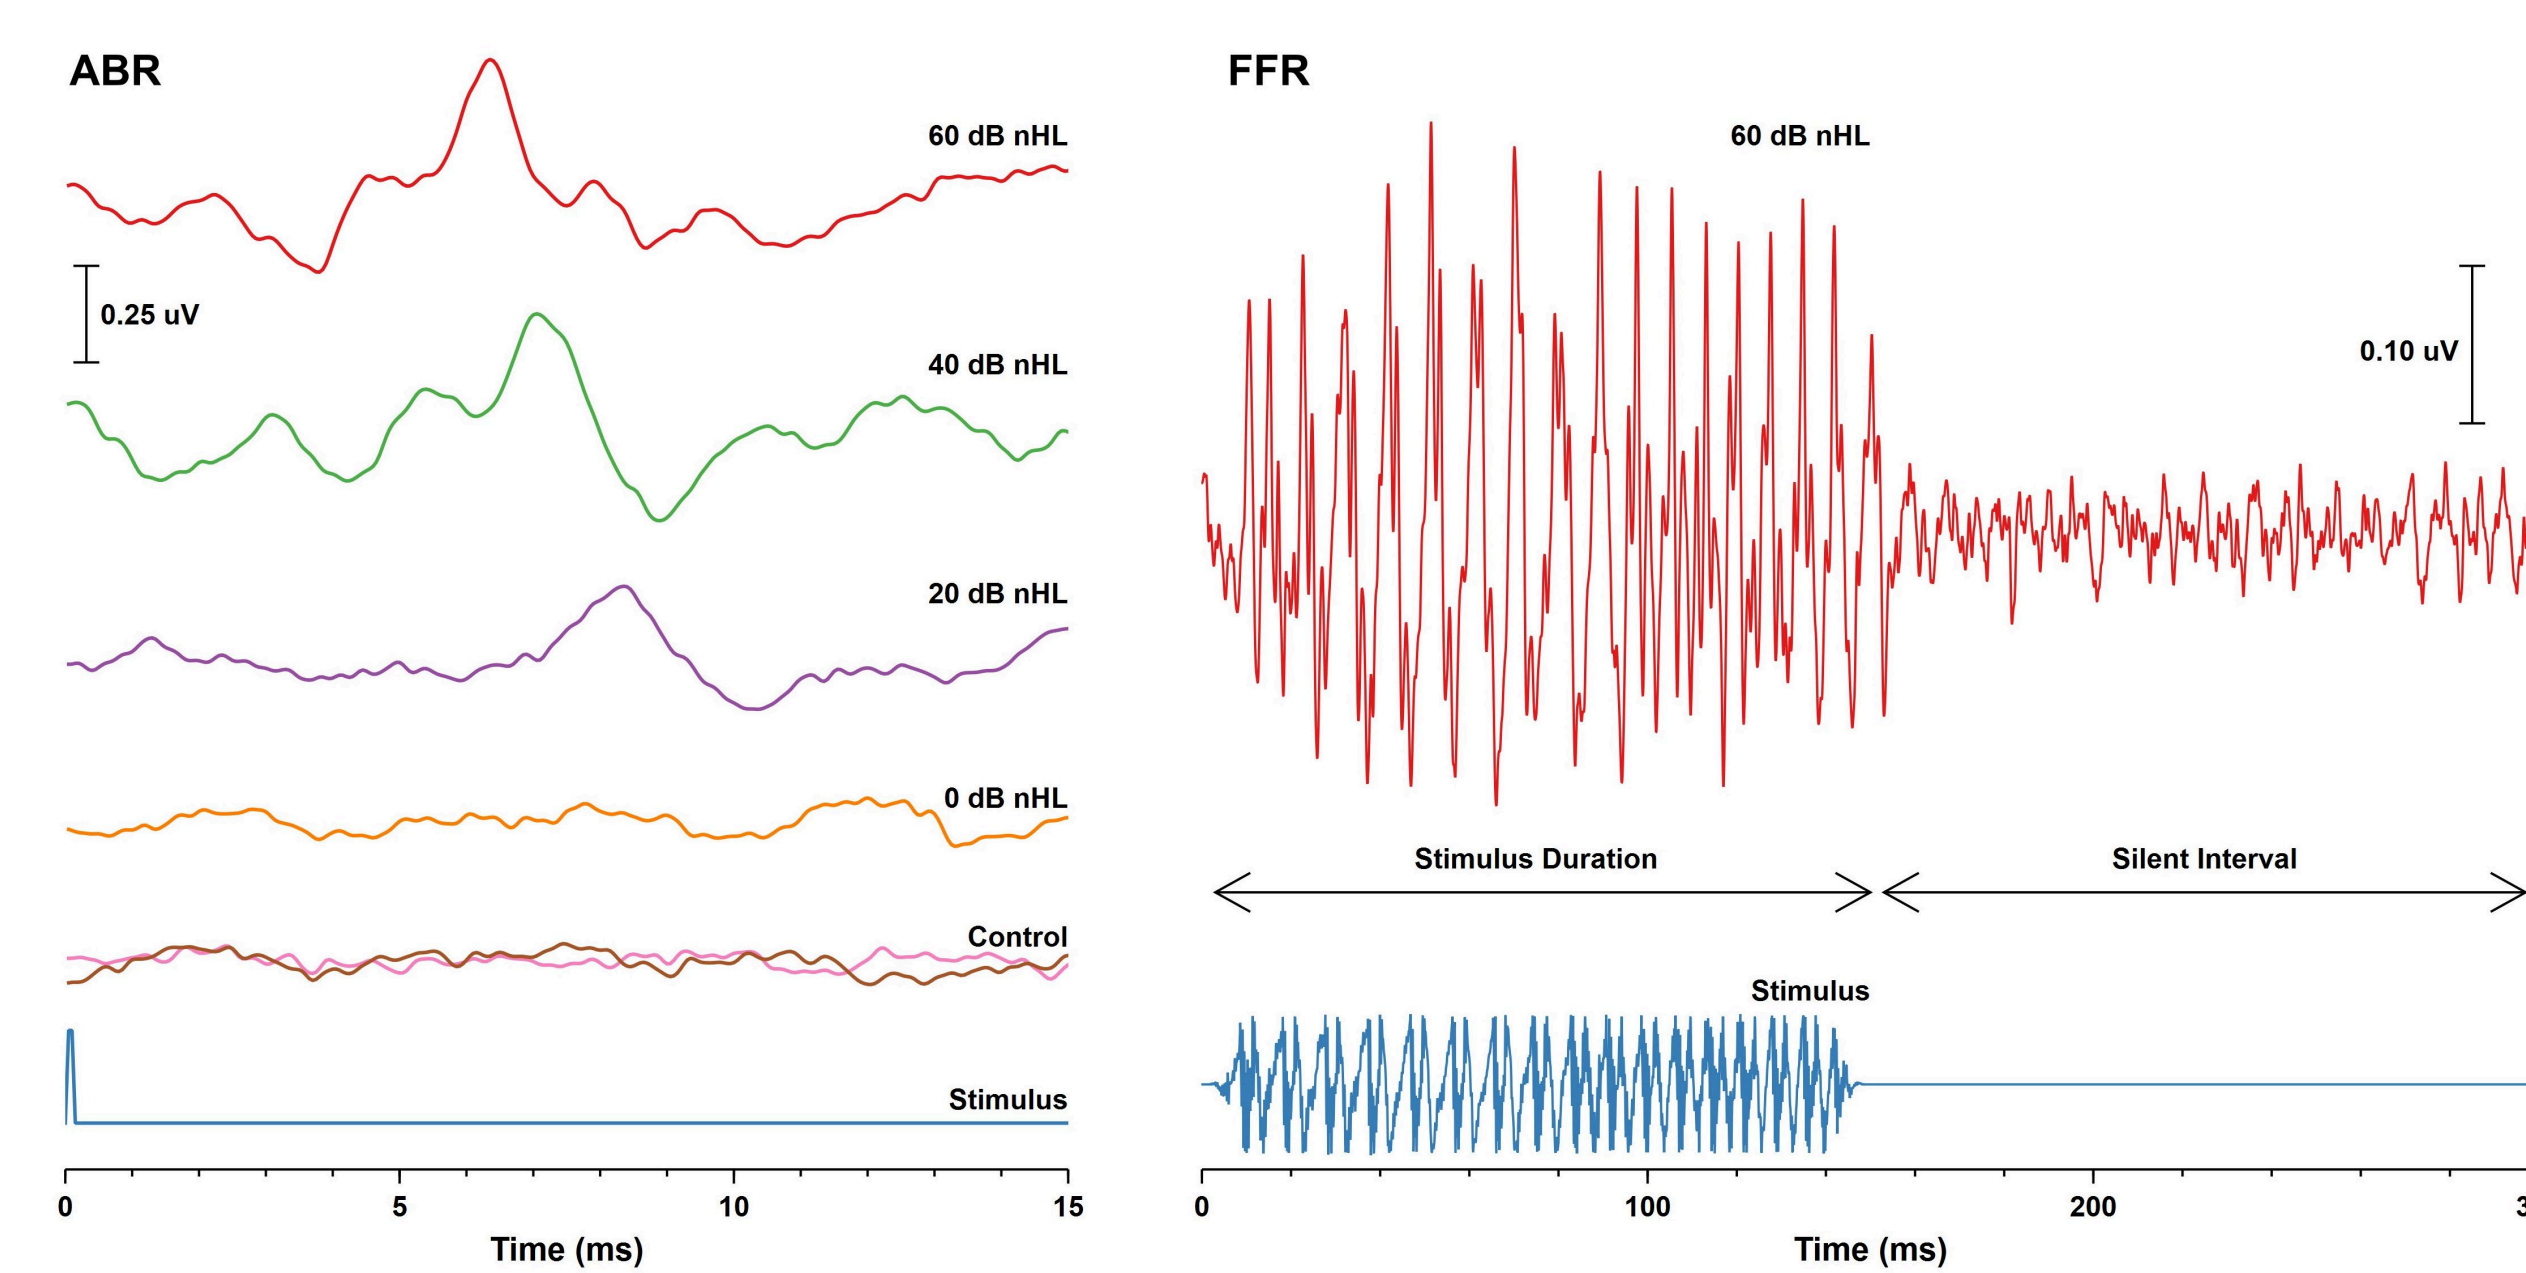 ABR
60 dB nHL
0.25 uV
40 dB nHL
20 dB nHL
0 dB nHL
Control
Stimulus
0 5 10 15
Time (ms)
FFR
60 dB nHL
0.10 uV
Stimulus Duration
Silent Interval
Stimulus
0 100 200
Time (ms)